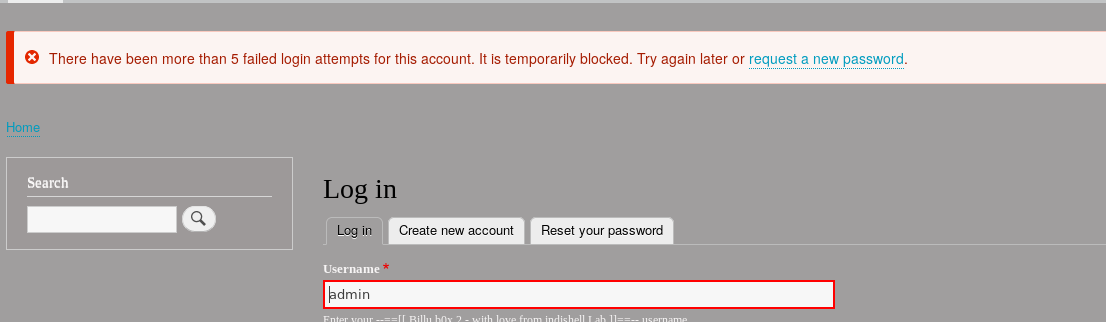 There have been more than 5 failed login attempts for this account. It is temporarily blocked. Try again later or request a new password.
Home
Search
Log in
Log in
Create new account
Reset your password
Username *
admin
Enter your --==[[ Billu b0x 2 - with love from indishell Lab ]]==-- username